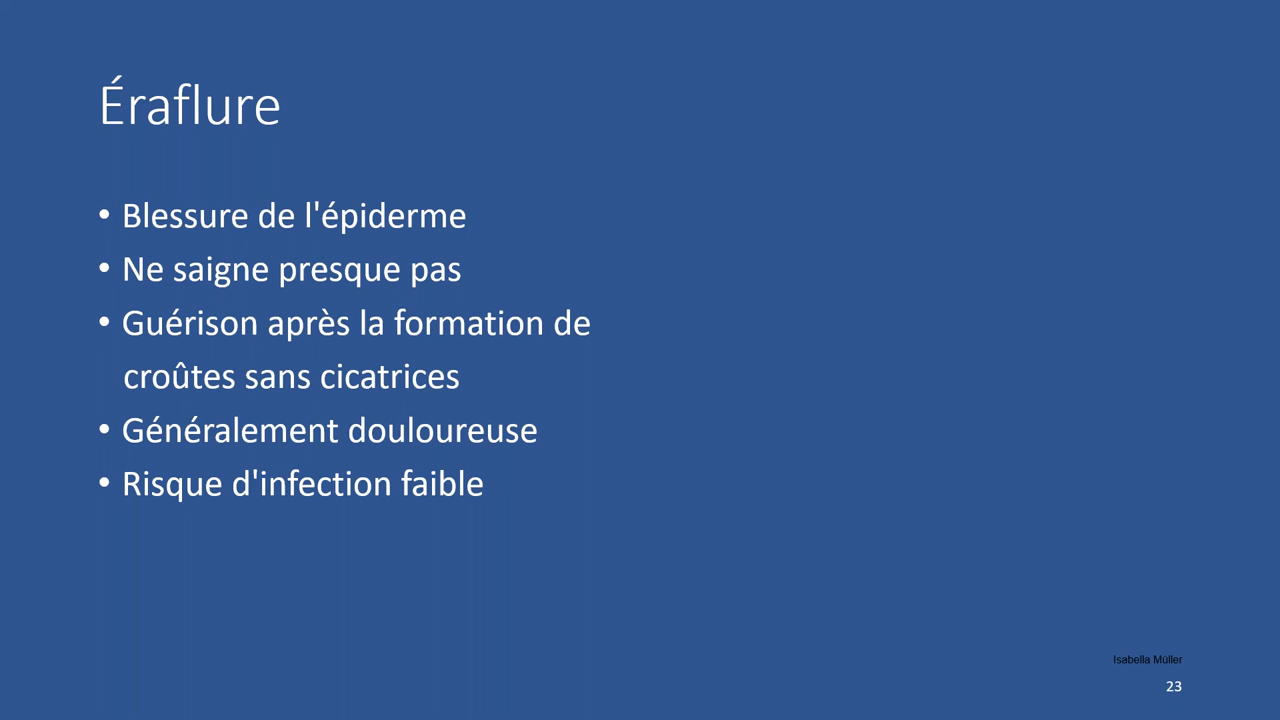 Éraflure
• Blessure de l'épiderme
• Ne saigne presque pas
• Guérison après la formation de
croûtes sans cicatrices
• Généralement douloureuse
• Risque d'infection faible
Isabella Müller
23